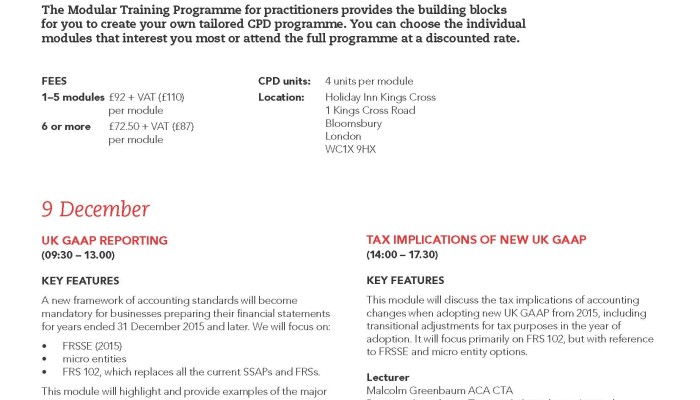 The Modular Training Programme for practitioners provides the building blocks
for you to create your own tailored CPD programme. You can choose the individual
modules that interest you most or attend the full programme at a discounted rate.
FEES
1–5 modules £92 + VAT (£110)
per module
6 or more £72.50 + VAT (£87)
per module
CPD units: 4 units per module
Location: Holiday Inn Kings Cross
1 Kings Cross Road
Bloomsbury
London
WC1X 9HX
9 December
UK GAAP REPORTING
(09:30 – 13.00)
KEY FEATURES
A new framework of accounting standards will become
mandatory for businesses preparing their financial statements
for years ended 31 December 2015 and later. We will focus on:
• FRSSE (2015)
• micro entities
• FRS 102, which replaces all the current SSAPs and FRSs.
This module will highlight and provide examples of the major
TAX IMPLICATIONS OF NEW UK GAAP
(14:00 – 17.30)
KEY FEATURES
This module will discuss the tax implications of accounting
changes when adopting new UK GAAP from 2015, including
transitional adjustments for tax purposes in the year of
adoption. It will focus primarily on FRS 102, but with reference
to FRSSE and micro entity options.
Lecturer
Malcolm Greenbaum ACA CTA